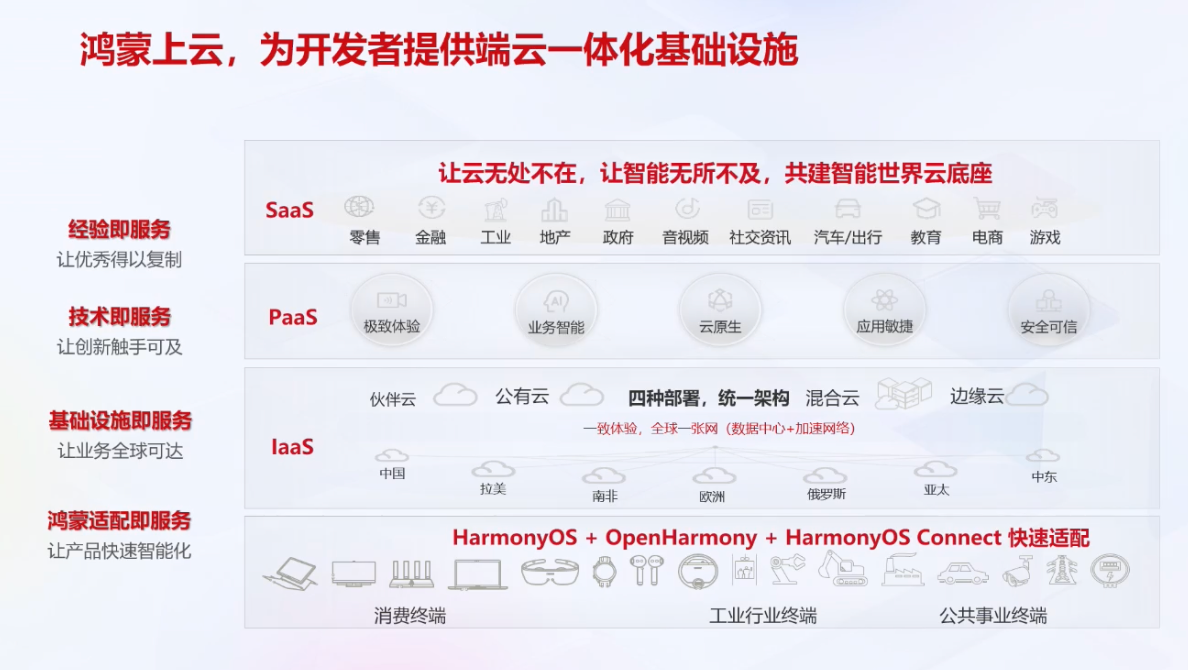 鸿蒙上云，为开发者提供端云一体化基础设施
经验即服务
让优秀得以复制
技术即服务
让创新触手可及
基础设施即服务
让业务全球可达
鸿蒙适配即服务
让产品快速智能化
让云无处不在，让智能无所不及，共建智能世界云底座
SaaS
零售 金融 工业 地产 政府 音视频 社交资讯 汽车/出行 教育 电商 游戏
PaaS
AI
极致体验 业务智能 云原生 应用敏捷 安全可信
伙伴云 公有云 四种部署，统一架构 混合云 边缘云
一致体验，全球一张网（数据中心+加速网络）
IaaS
中国 拉美 南非 欧洲 俄罗斯 亚太 中东
HarmonyOS + OpenHarmony + HarmonyOS Connect 快速适配
消费终端 工业行业终端 公共事业终端